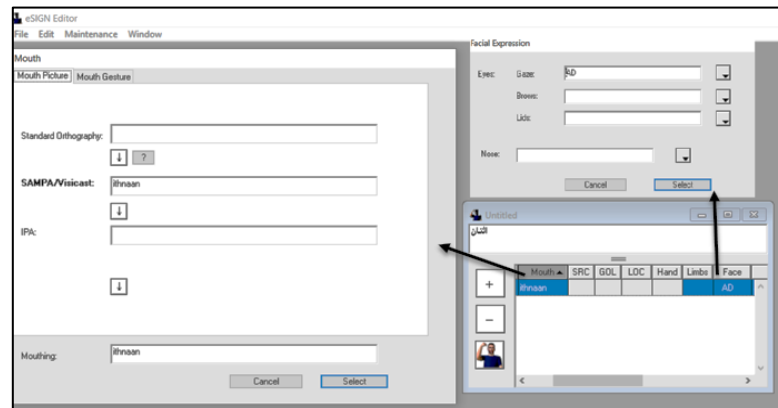 eSIGN Editor
File Edit Maintenance Window
Mouth
Mouth Picture Mouth Gesture
Standard Orthography:
?
SAMPA/Visicast: ithnaan
IPA:
Mouthing: ithnaan
Cancel Select
Facial Expression
Eyes: Gaze: AD
Brows:
Lids:
Nose:
Cancel Select
Untitled
اثنان
Mouth SRC GOL LOC Hand Limbs Face
ithnaan AD